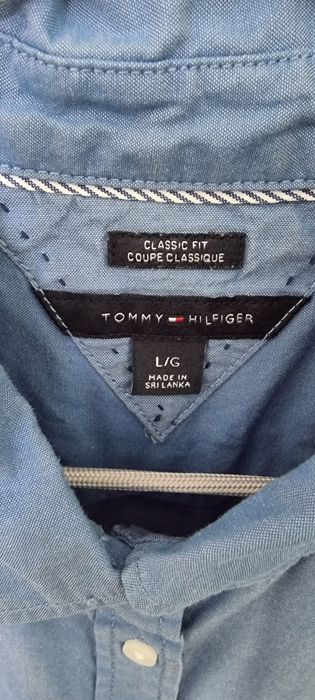 CLASSIC FIT
COUPE CLASSIQUE
TOMMY HILFIGER
L/G
MADE IN
SRI LANKA